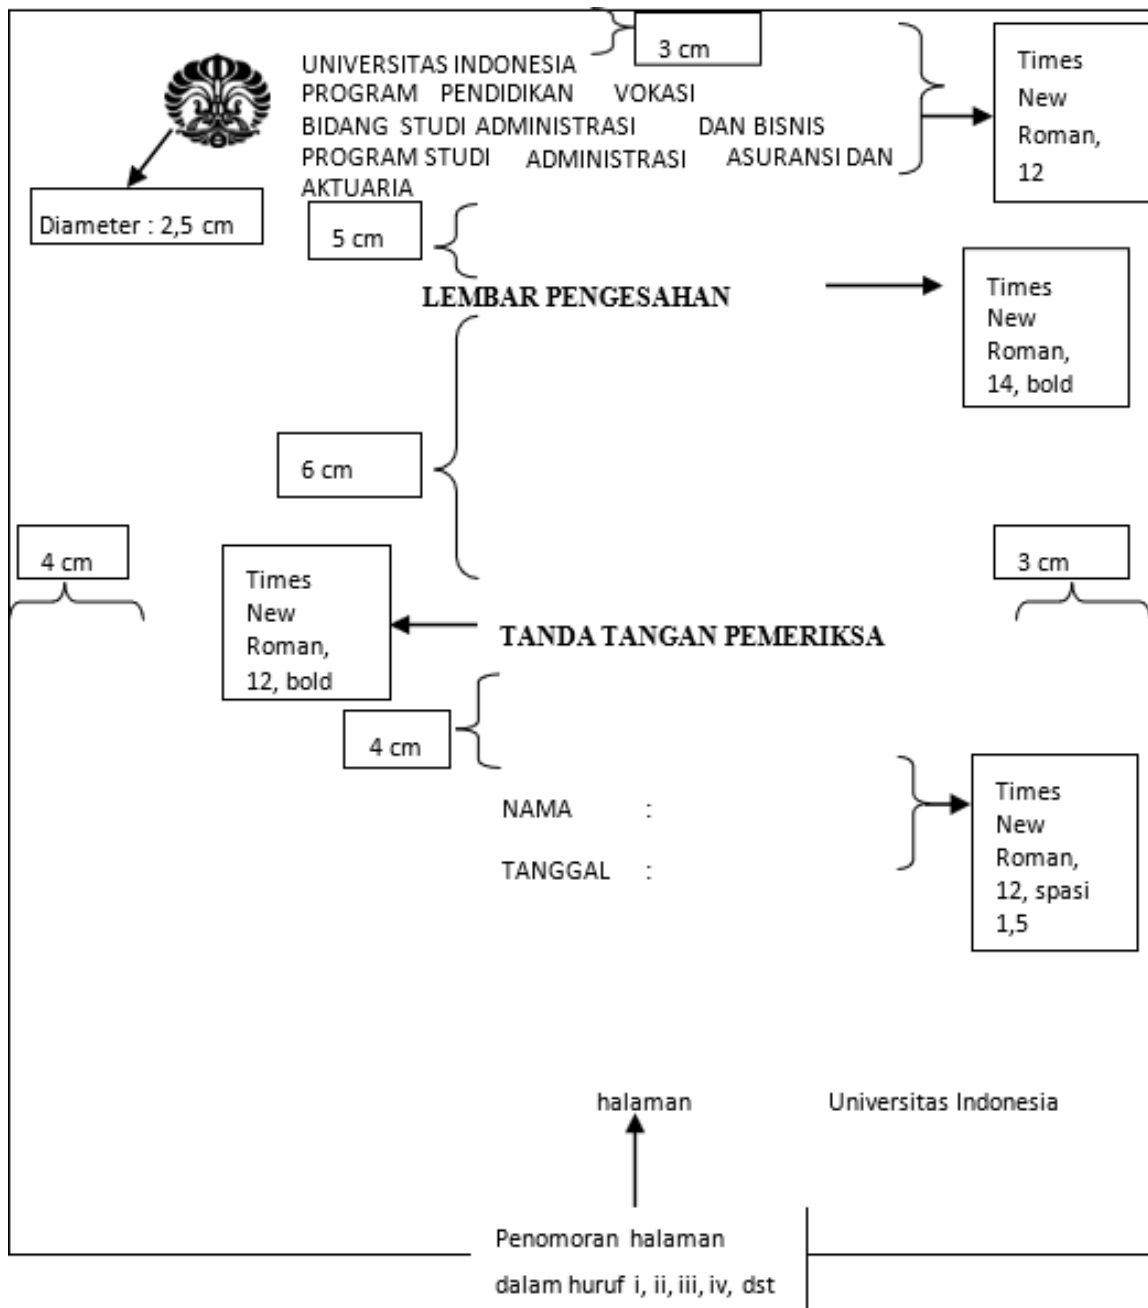 3 cm
UNIVERSITAS INDONESIA
PROGRAM PENDIDIKAN VOKASI
BIDANG STUDI ADMINISTRASI DAN BISNIS
PROGRAM STUDI ADMINISTRASI ASURANSI DAN
AKTUARIA
Times
New
Roman,
12
Diameter : 2,5 cm
5 cm
LEMBAR PENGESAHAN
Times
New
Roman,
14, bold
6 cm
4 cm
3 cm
Times
New
Roman,
12, bold
TANDA TANGAN PEMERIKSA
4 cm
NAMA :
TANGGAL :
Times
New
Roman,
12, spasi
1,5
halaman
Universitas Indonesia
Penomoran halaman
dalam huruf i, ii, iii, iv, dst